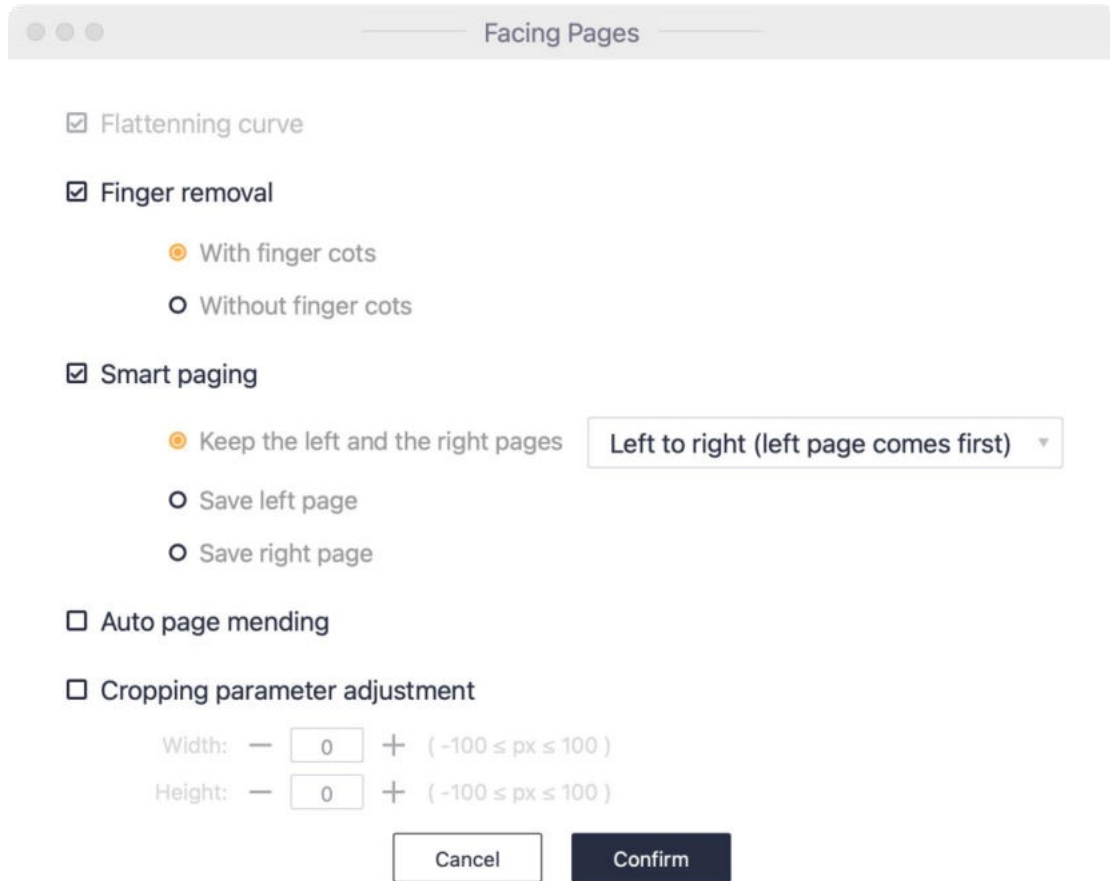 Facing Pages
Flattenning curve
Finger removal
With finger cots
Without finger cots
Smart paging
Keep the left and the right pages Left to right (left page comes first)
Save left page
Save right page
Auto page mending
Cropping parameter adjustment
Width: — 0 + ( -100 ≤ px ≤ 100 )
Height: — 0 + ( -100 ≤ px ≤ 100 )
Cancel Confirm